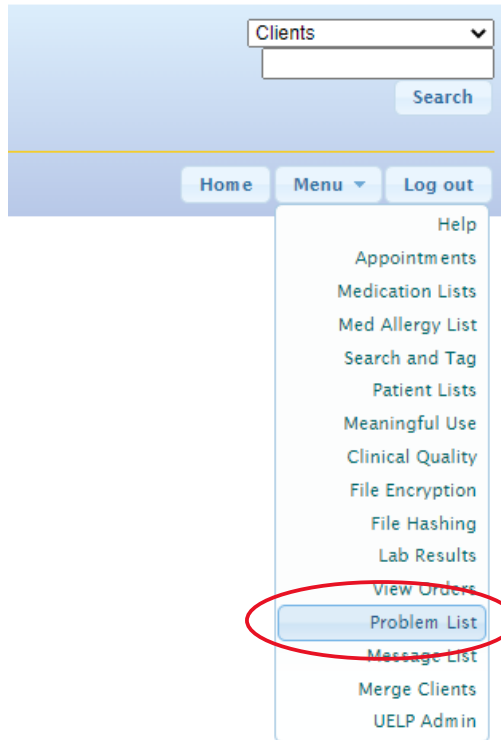 Clients
Search
Home Menu Log out
Help
Appointments
Medication Lists
Med Allergy List
Search and Tag
Patient Lists
Meaningful Use
Clinical Quality
File Encryption
File Hashing
Lab Results
View Orders
Problem List
Message List
Merge Clients
UELP Admin